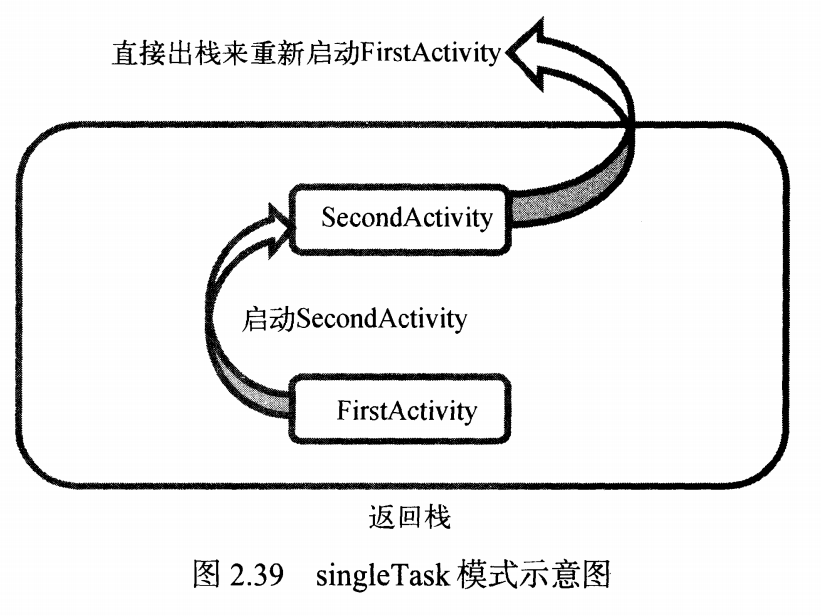 直接出栈来重新启动FirstActivity
SecondActivity
启动SecondActivity
FirstActivity
返回栈
图 2.39 singleTask 模式示意图